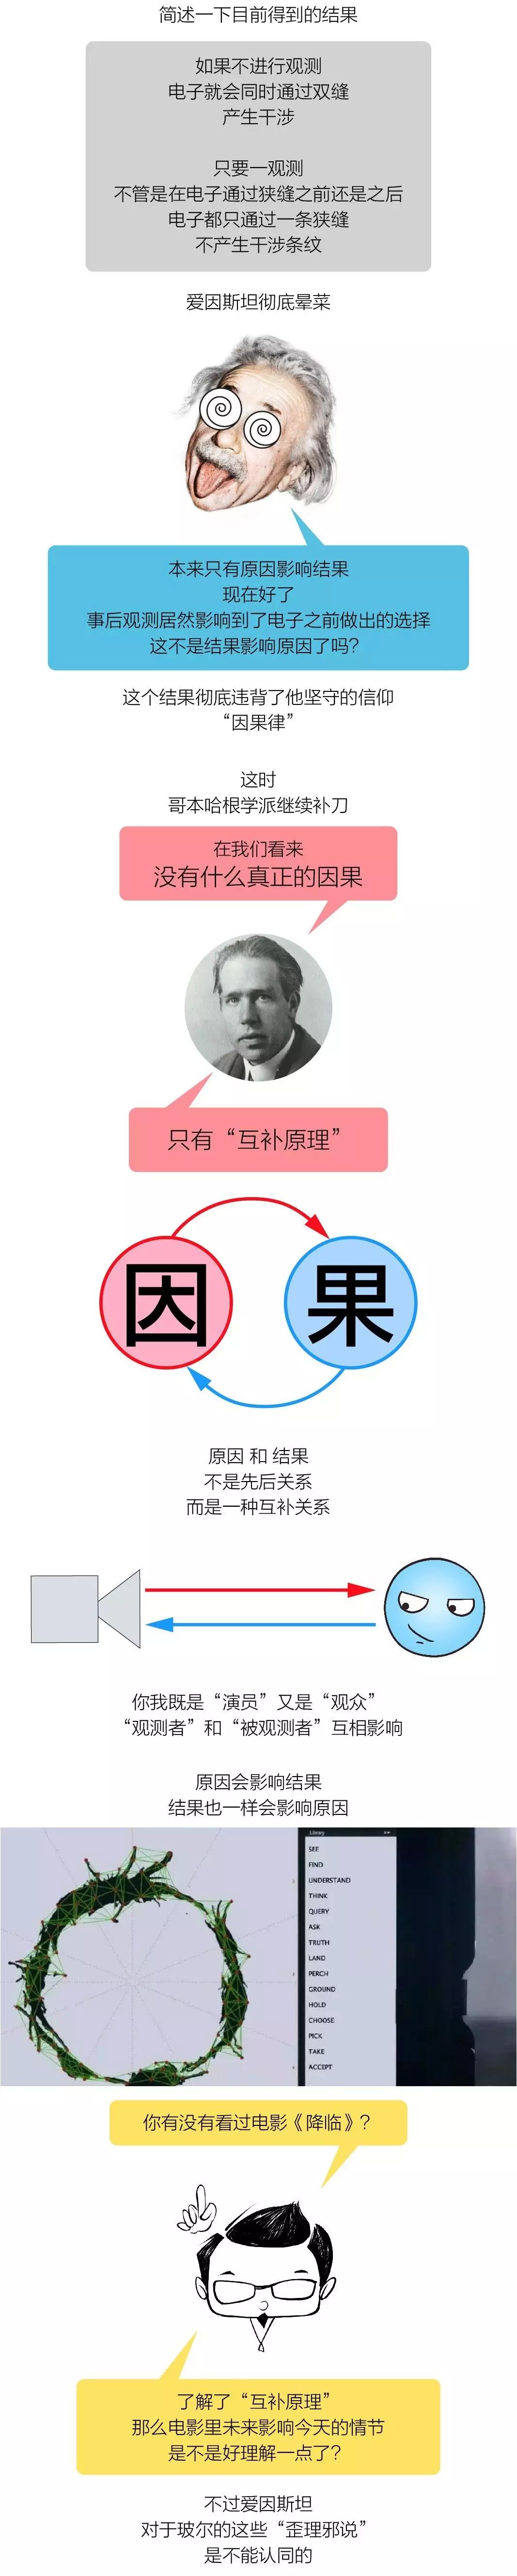 简述一下目前得到的结果
如果不进行观测
电子就会同时通过双缝
产生干涉
只要一观测
不管是在电子通过狭缝之前还是之后
电子都只通过一条狭缝
不产生干涉条纹
爱因斯坦彻底晕菜
本来只有原因影响结果
现在好了
事后观测居然影响到了电子之前做出的选择
这不是结果影响原因了吗?
这个结果彻底违背了他坚守的信仰
“因果律”
这时
哥本哈根学派继续补刀
在我们看来
没有什么真正的因果
只有“互补原理”
因 果
原因 和 结果
不是先后关系
而是一种互补关系
你我既是“演员”又是“观众”
“观测者”和“被观测者”互相影响
原因会影响结果
结果也一样会影响原因
Library
SEE
FIND
UNDERSTAND
THINK
QUERY
ASK
TRUTH
LAND
PERCH
GROUND
HOLD
CHOOSE
PICK
TAKE
ACCEPT
你有没有看过电影《降临》?
了解了“互补原理”
那么电影里未来影响今天的情节
是不是好理解一点了?
不过爱因斯坦
对于玻尔的这些“歪理邪说”
是不能认同的